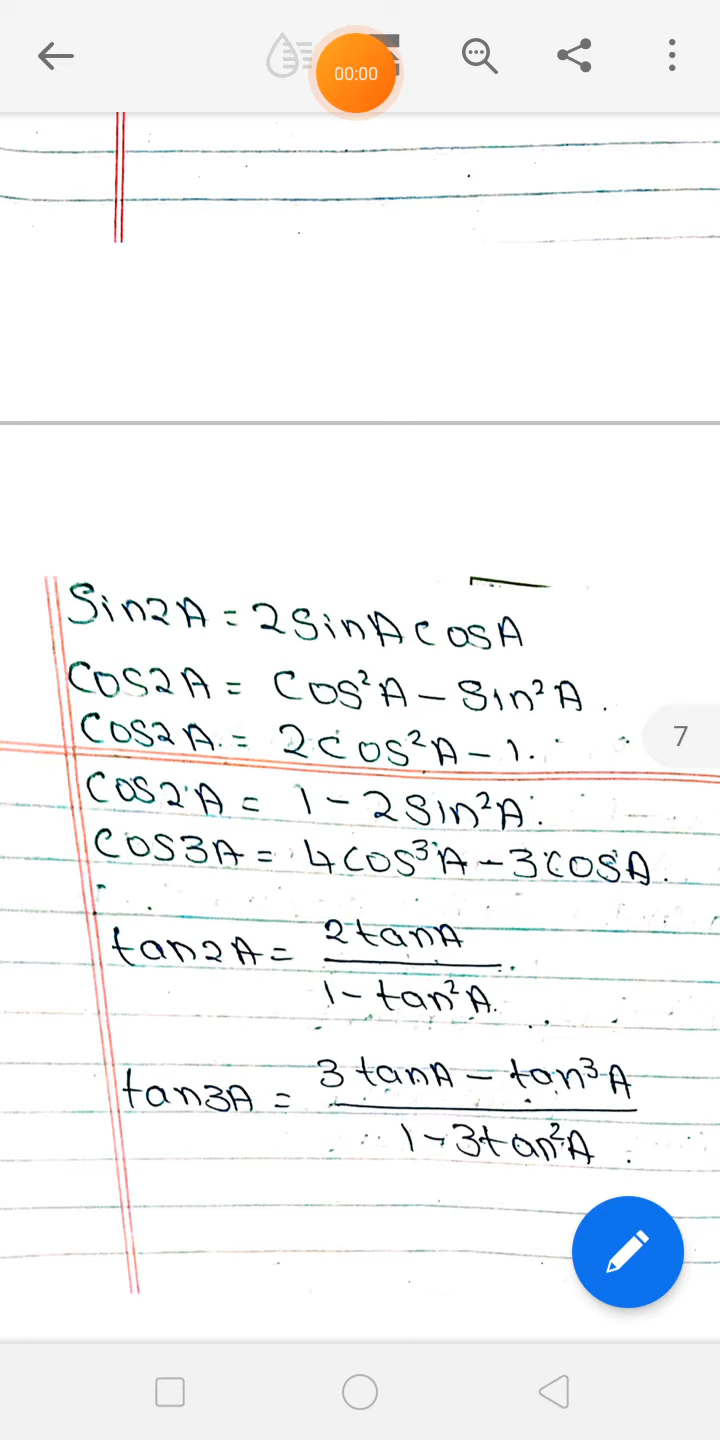 00:00
Sin2A = 2SinA cosA
Cos2A = Cos²A - Sin²A.
Cos2A = 2Cos²A - 1.
7
Cos2A = 1 - 2Sin²A.
Cos3A = 4cos³A - 3cosA.
tan2A = 2tanA
1 - tan²A.
tan3A = 3tanA - tan³A
1 - 3tan²A.